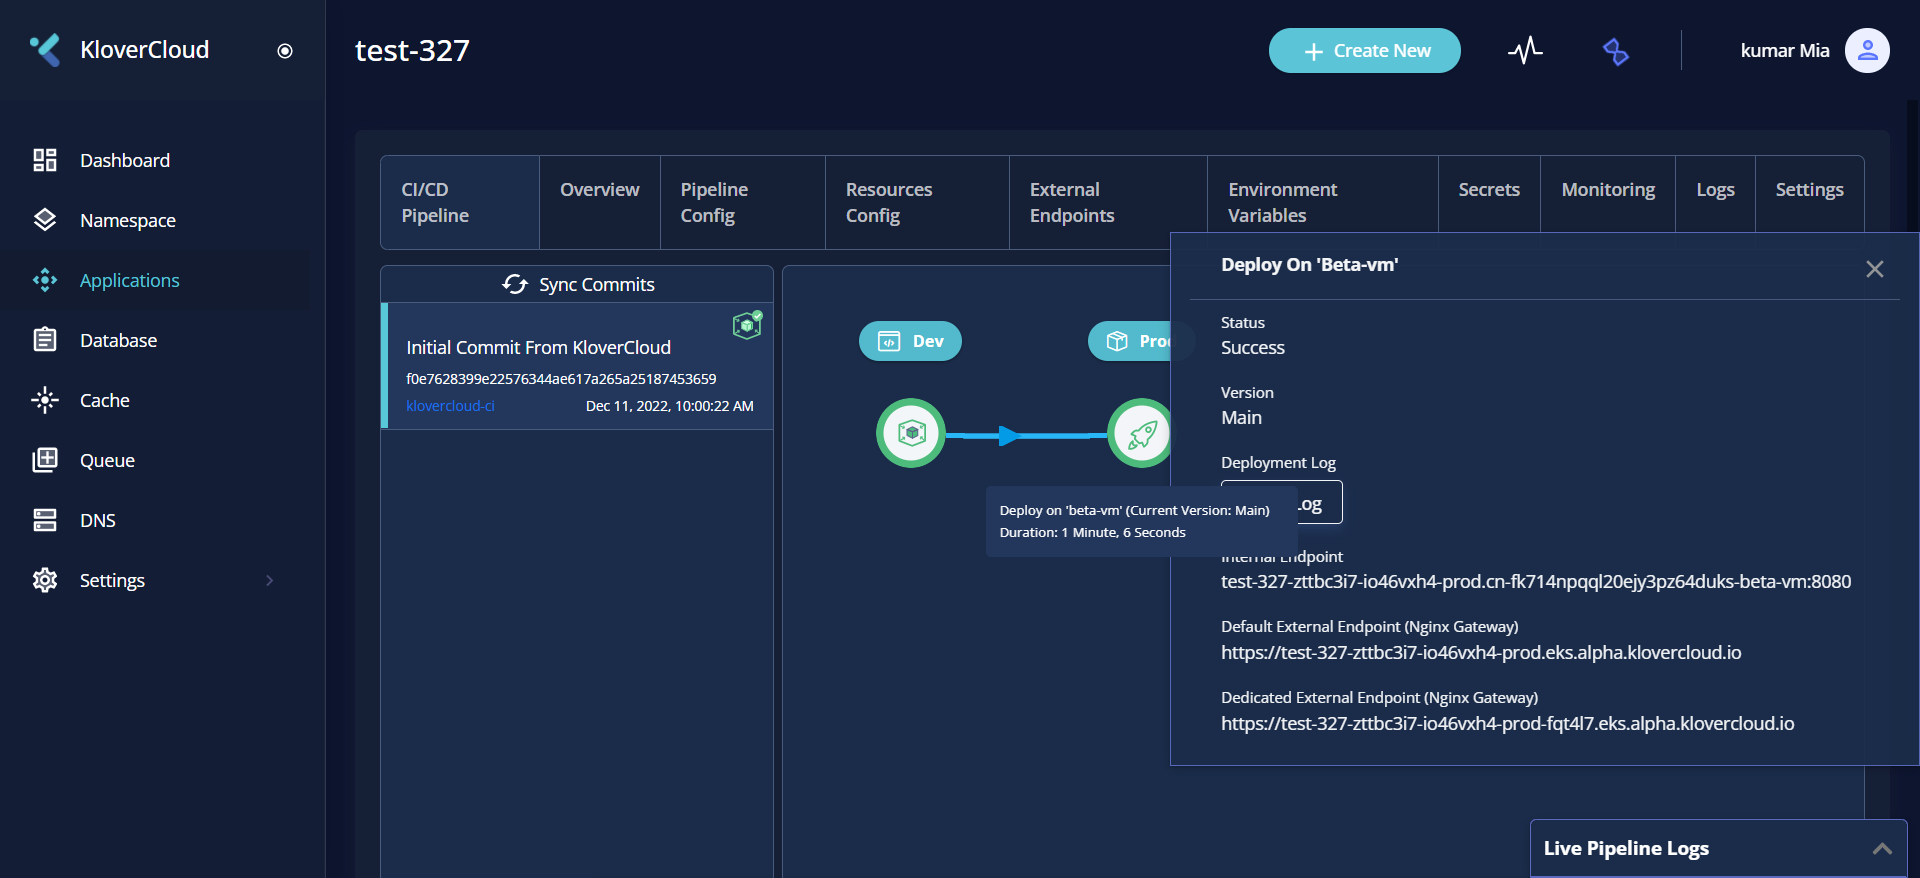 KloverCloud
test-327
Create New
kumar Mia
Dashboard
Namespace
Applications
Database
Cache
Queue
DNS
Settings
CI/CD
Pipeline
Overview
Pipeline
Config
Resources
Config
External
Endpoints
Environment
Variables
Secrets
Monitoring
Logs
Settings
Sync Commits
Initial Commit From KloverCloud
f0e7628399e22576344ae617a265a25187453659
klovercloud-ci
Dec 11, 2022, 10:00:22 AM
Dev
Deploy on 'beta-vm' (Current Version: Main)
Duration: 1 Minute, 6 Seconds
Deploy On 'Beta-vm'
Status
Success
Version
Main
Deployment Log
Log
Internal Endpoint
test-327-zttbc3i7-io46vxh4-prod.cn-fk714npqql20ejy3pz64duks-beta-vm:8080
Default External Endpoint (Nginx Gateway)
https://test-327-zttbc3i7-io46vxh4-prod.eks.alpha.klovercloud.io
Dedicated External Endpoint (Nginx Gateway)
https://test-327-zttbc3i7-io46vxh4-prod-fqt4l7.eks.alpha.klovercloud.io
Live Pipeline Logs